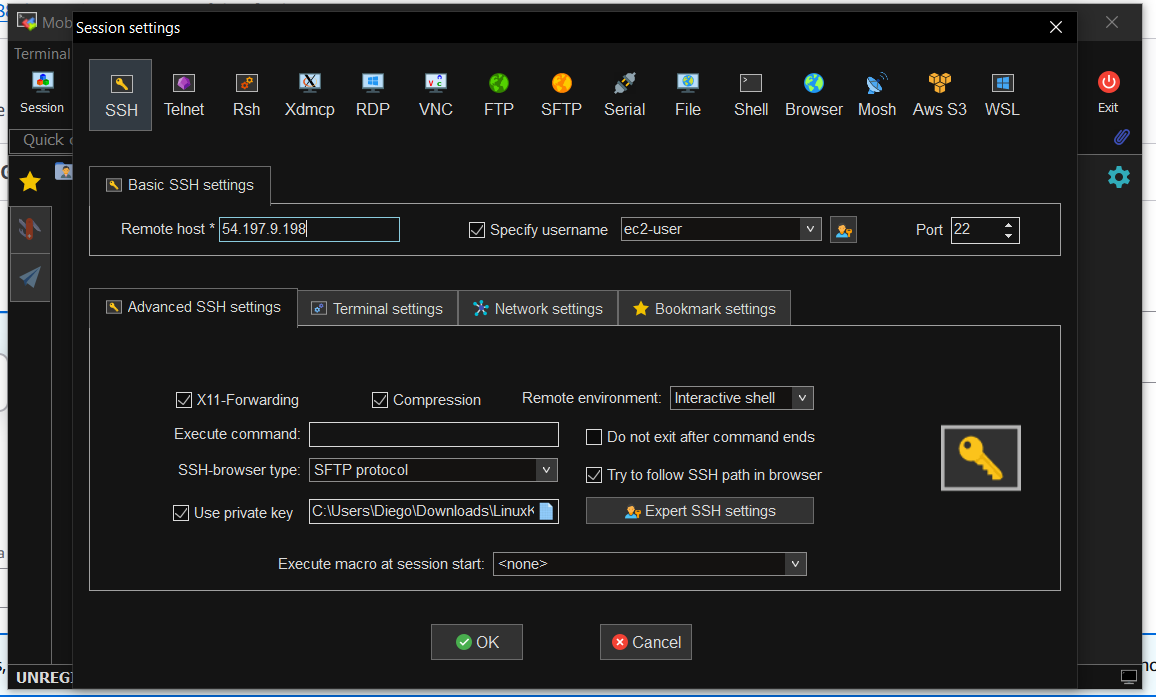 Mob
Session settings
Terminal
Session
SSH
Telnet
Rsh
Xdmcp
RDP
VNC
FTP
SFTP
Serial
File
Shell
Browser
Mosh
Aws S3
WSL
Exit
Quick
Basic SSH settings
Remote host * 54.197.9.198
Specify username ec2-user
Port 22
Advanced SSH settings
Terminal settings
Network settings
Bookmark settings
X11-Forwarding
Compression
Remote environment: Interactive shell
Execute command:
Do not exit after command ends
SSH-browser type: SFTP protocol
Try to follow SSH path in browser
Use private key C:\Users\Diego\Downloads\LinuxK
Expert SSH settings
Execute macro at session start: <none>
OK
Cancel
UNREGI